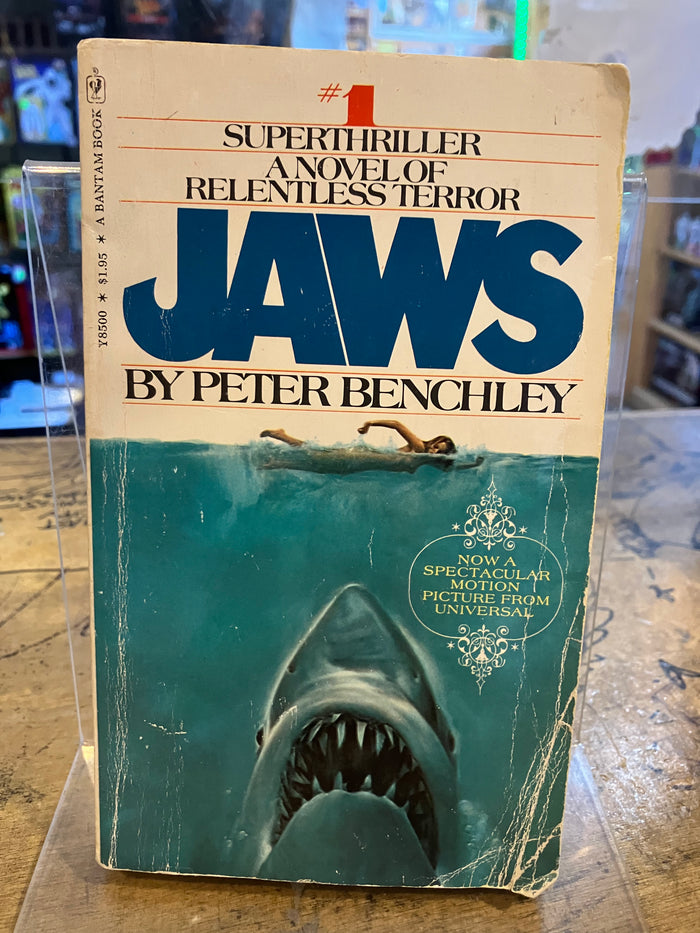 #1
SUPERTHRILLER
A NOVEL OF
RELENTLESS TERROR
JAWS
BY PETER BENCHLEY
NOW A
SPECTACULAR
MOTION
PICTURE FROM
UNIVERSAL
Y8500 * $1.95 * A BANTAM BOOK